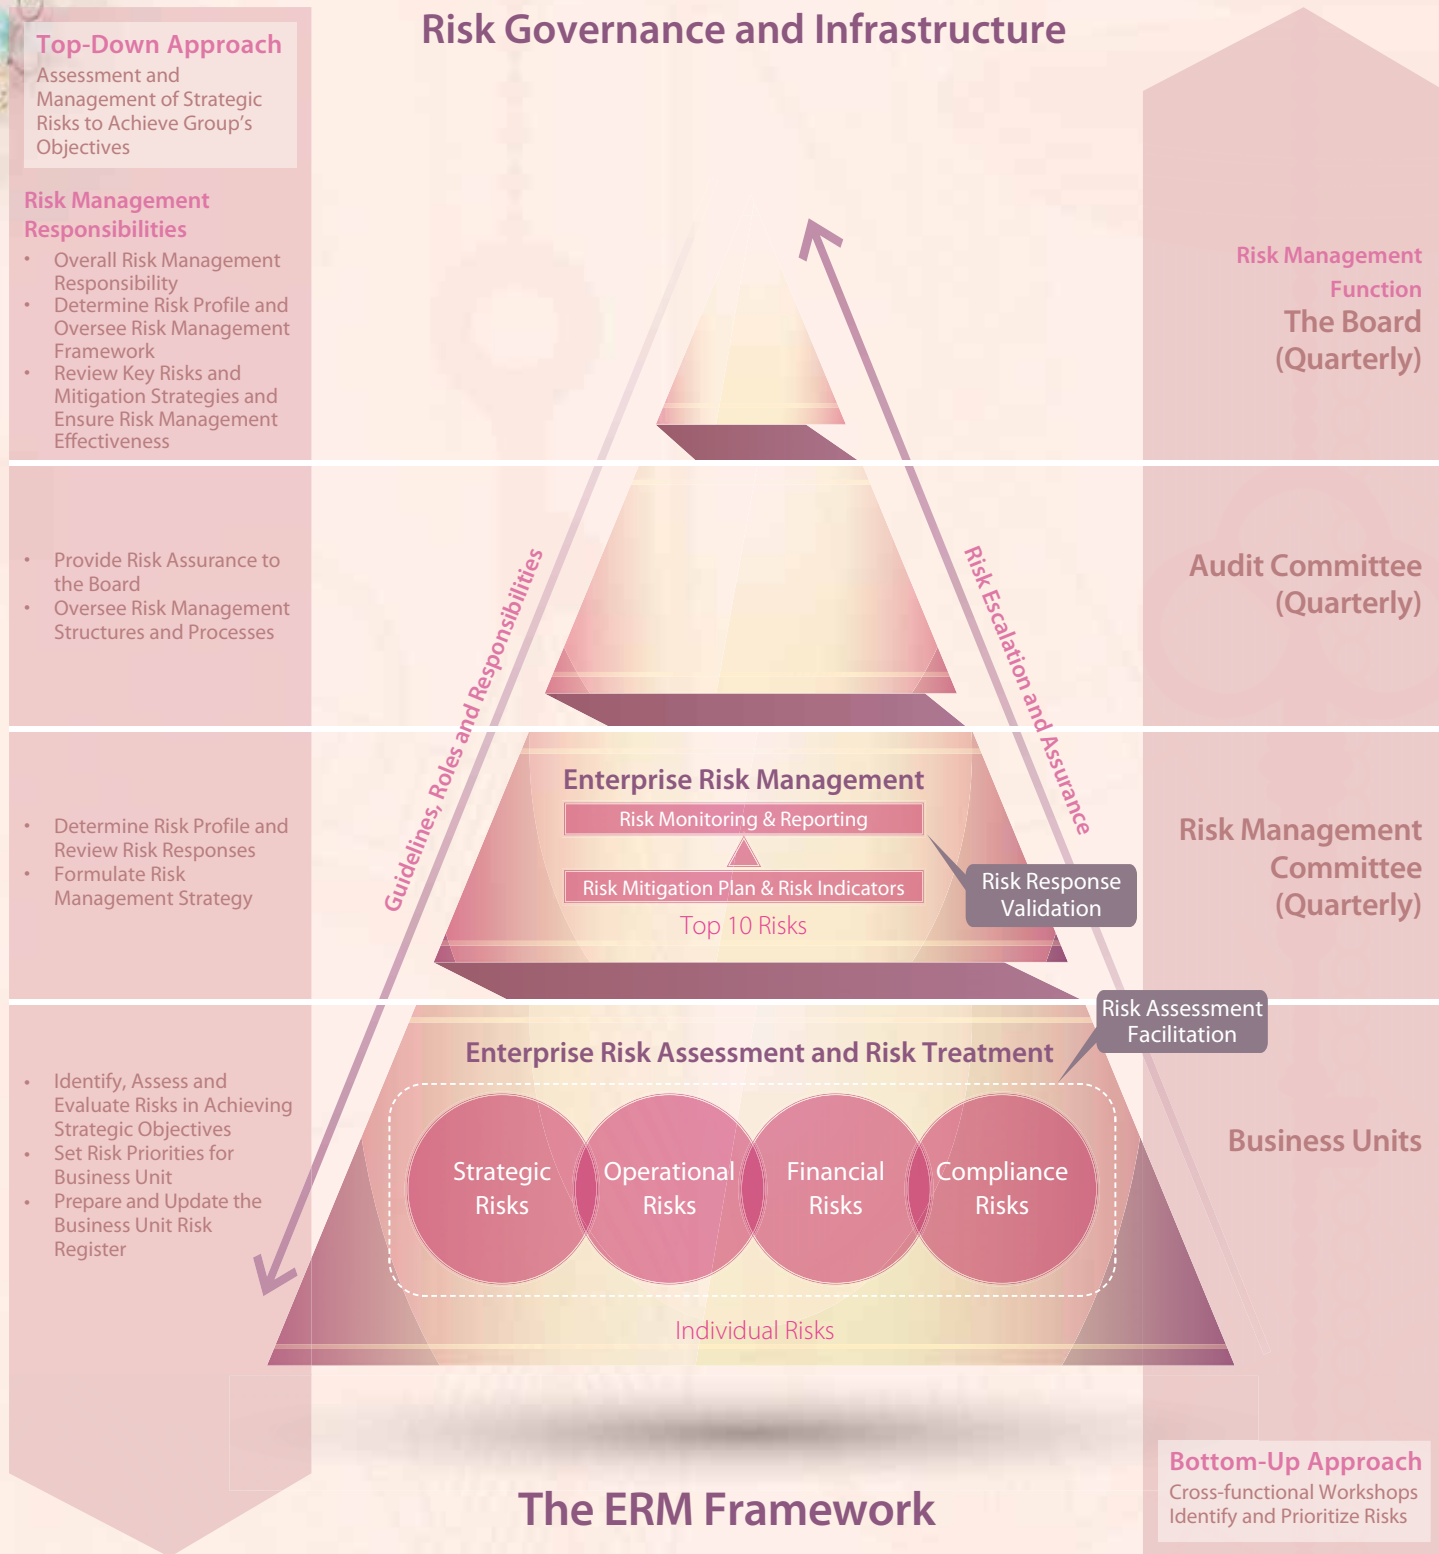 Risk Governance and Infrastructure
Top-Down Approach
Assessment and
Management of Strategic
Risks to Achieve Group's
Objectives
Risk Management
Responsibilities
• Overall Risk Management
Responsibility
• Determine Risk Profile and
Oversee Risk Management
Framework
• Review Key Risks and
Mitigation Strategies and
Ensure Risk Management
Effectiveness
Risk Management
Function
The Board
(Quarterly)
• Provide Risk Assurance to
the Board
• Oversee Risk Management
Structures and Processes
Guidelines, Roles and Responsibilities
Risk Escalation and Assurance
Audit Committee
(Quarterly)
• Determine Risk Profile and
Review Risk Responses
• Formulate Risk
Management Strategy
Enterprise Risk Management
Risk Monitoring & Reporting
Risk Mitigation Plan & Risk Indicators
Top 10 Risks
Risk Response
Validation
Risk Management
Committee
(Quarterly)
• Identify, Assess and
Evaluate Risks in Achieving
Strategic Objectives
• Set Risk Priorities for
Business Unit
• Prepare and Update the
Business Unit Risk
Register
Risk Assessment
Facilitation
Enterprise Risk Assessment and Risk Treatment
Strategic
Risks
Operational
Risks
Financial
Risks
Compliance
Risks
Individual Risks
Business Units
Bottom-Up Approach
Cross-functional Workshops
Identify and Prioritize Risks
The ERM Framework